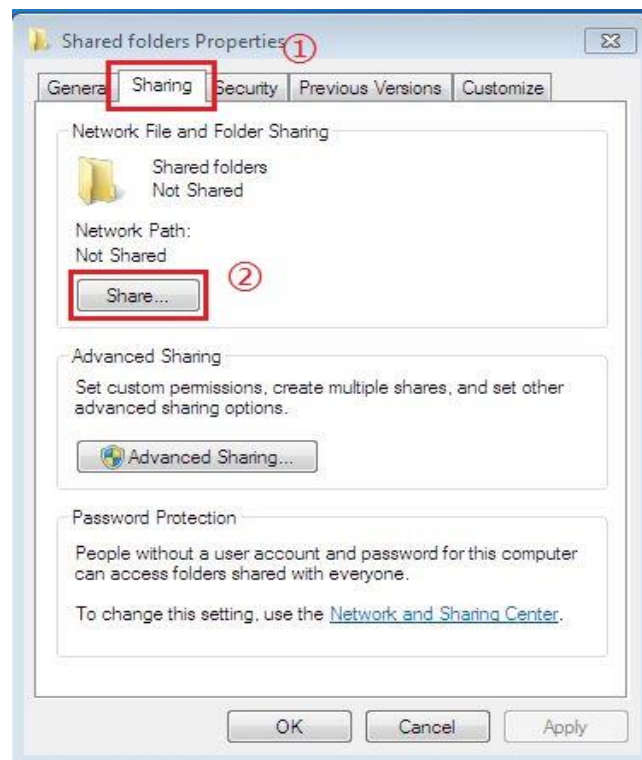 Shared folders Properties
①
General
Sharing
Security
Previous Versions
Customize
Network File and Folder Sharing
Shared folders
Not Shared
Network Path:
Not Shared
②
Share...
Advanced Sharing
Set custom permissions, create multiple shares, and set other
advanced sharing options.
Advanced Sharing...
Password Protection
People without a user account and password for this computer
can access folders shared with everyone.
To change this setting, use the Network and Sharing Center.
OK
Cancel
Apply